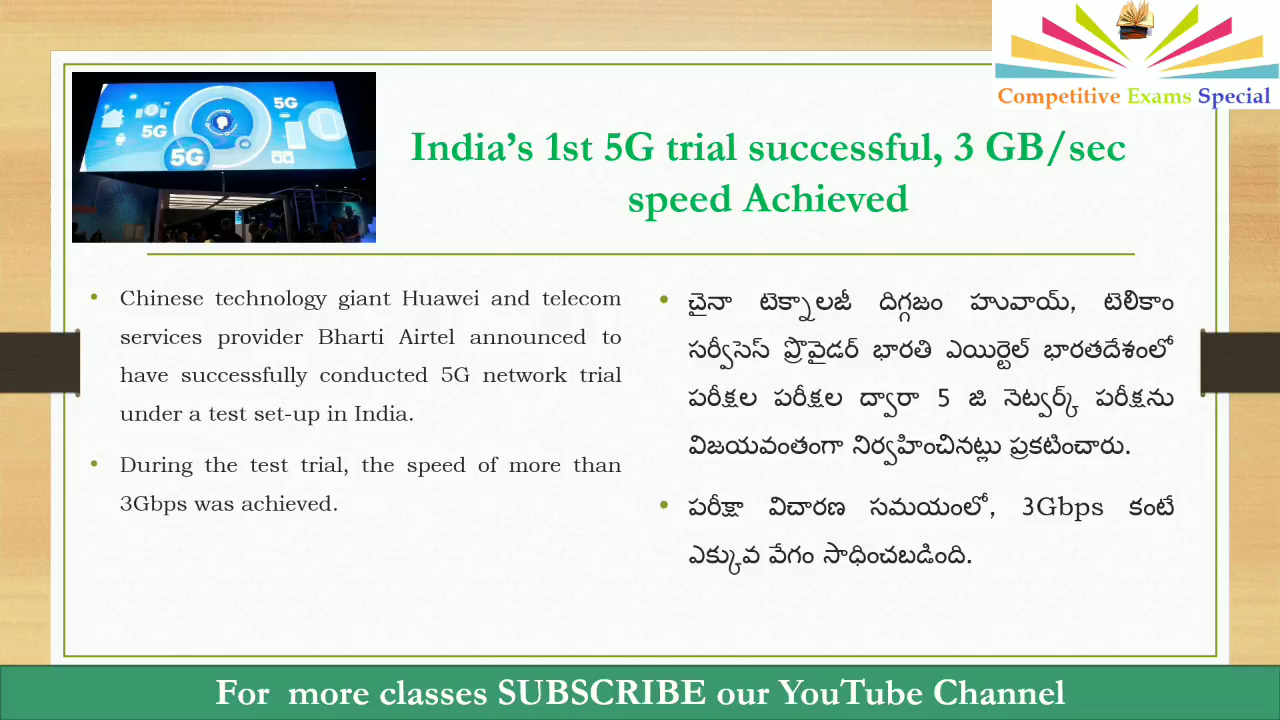 Competitive Exams Special
5G
5G
5G
India's 1st 5G trial successful, 3 GB/sec
speed Achieved
• Chinese technology giant Huawei and telecom
services provider Bharti Airtel announced to
have successfully conducted 5G network trial
under a test set-up in India.
• During the test trial, the speed of more than
3Gbps was achieved.
• చైనా టెక్నాలజీ దిగ్గజం హువాయ్, టెలికాం
సర్వీసెస్ ప్రొవైడర్ భారతి ఎయిర్టెల్ భారతదేశంలో
పరీక్షల పరీక్షల ద్వారా 5 జి నెట్వర్క్ పరీక్షను
విజయవంతంగా నిర్వహించినట్లు ప్రకటించారు.
• పరీక్షా విచారణ సమయంలో, 3Gbps కంటే
ఎక్కువ వేగం సాధించబడింది.
For more classes SUBSCRIBE our YouTube Channel